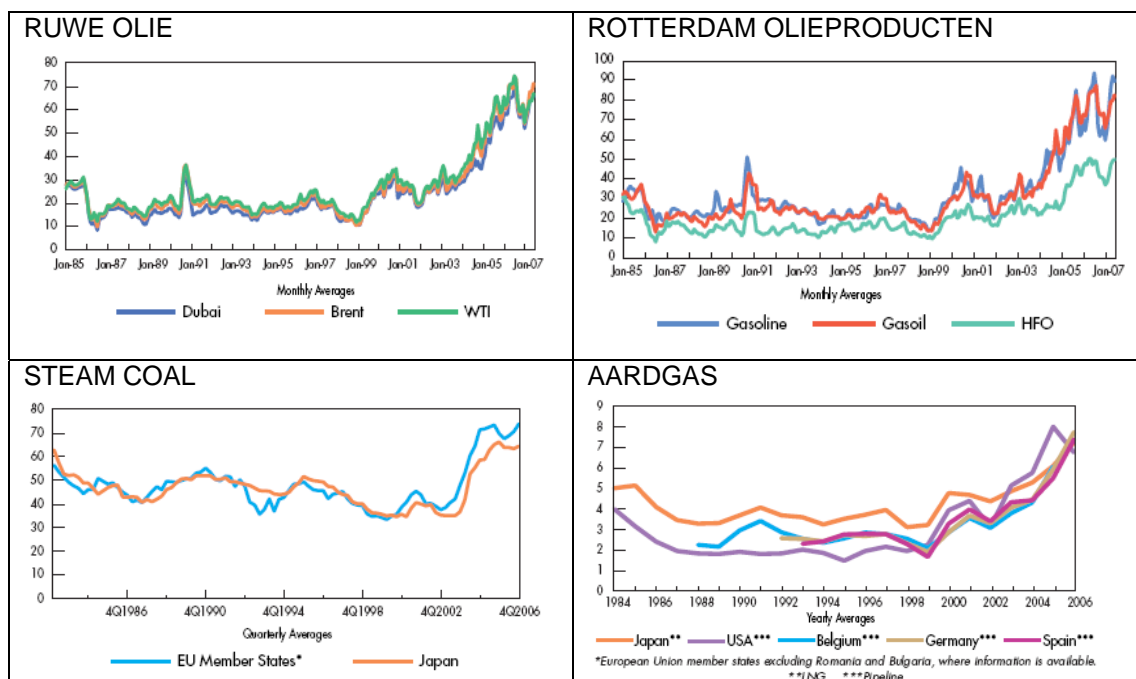 RUWE OLIE
80
70
60
50
40
30
20
10
0
Jan-85 Jan-87 Jan-89 Jan-91 Jan-93 Jan-95 Jan-97 Jan-99 Jan-01 Jan-03 Jan-05 Jan-07
Monthly Averages
Dubai Brent WTI
ROTTERDAM OLIEPRODUCTEN
100
90
80
70
60
50
40
30
20
10
0
Jan-85 Jan-87 Jan-89 Jan-91 Jan-93 Jan-95 Jan-97 Jan-99 Jan-01 Jan-03 Jan-05 Jan-07
Monthly Averages
Gasoline Gasoil HFO
STEAM COAL
80
70
60
50
40
30
20
10
0
4Q1986 4Q1990 4Q1994 4Q1998 4Q2002 4Q2006
Quarterly Averages
EU Member States* Japan
AARDGAS
9
8
7
6
5
4
3
2
1
0
1984 1986 1988 1990 1992 1994 1996 1998 2000 2002 2004 2006
Yearly Averages
Japan** USA*** Belgium*** Germany*** Spain***
*European Union member states excluding Romania and Bulgaria, where information is available.
**LNG ***Pipeline